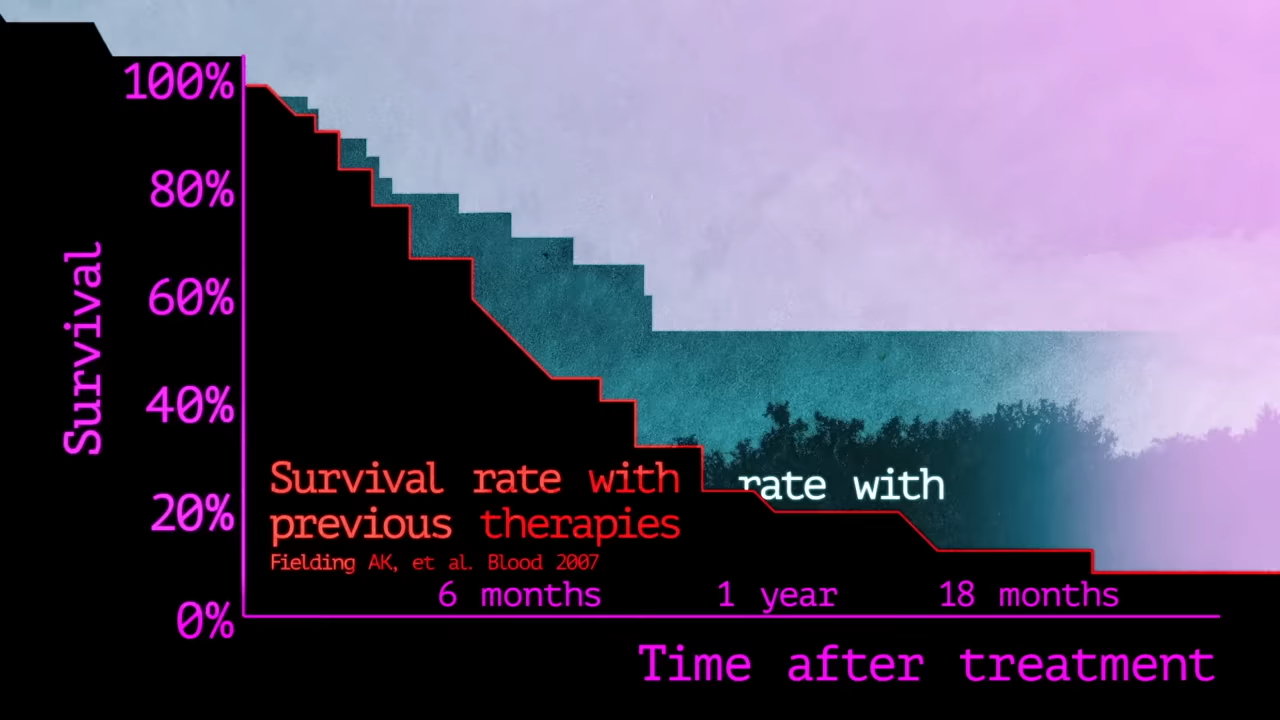 100%
80%
60%
40%
20%
0%
Survival
Survival rate with
previous therapies
Fielding AK, et al. Blood 2007
rate with
6 months
1 year
18 months
Time after treatment